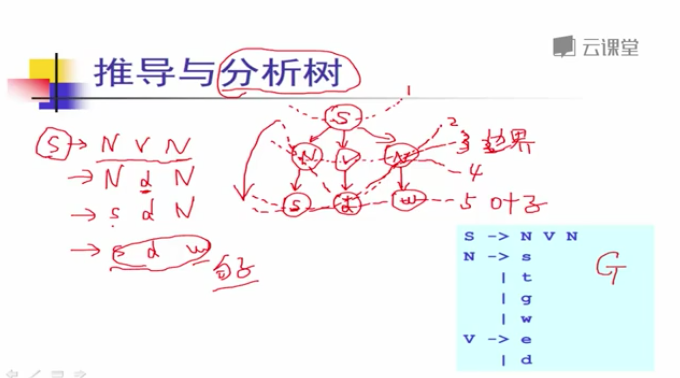 云课堂
推导与分析树
S → N V N
→ N d N
→ s d N
→ s d w
句子
1
S
2
N V N
3 边界
4
s d w
5 叶子
S -> N V N
N -> s
| t
| g
| w
V -> e
| d
G